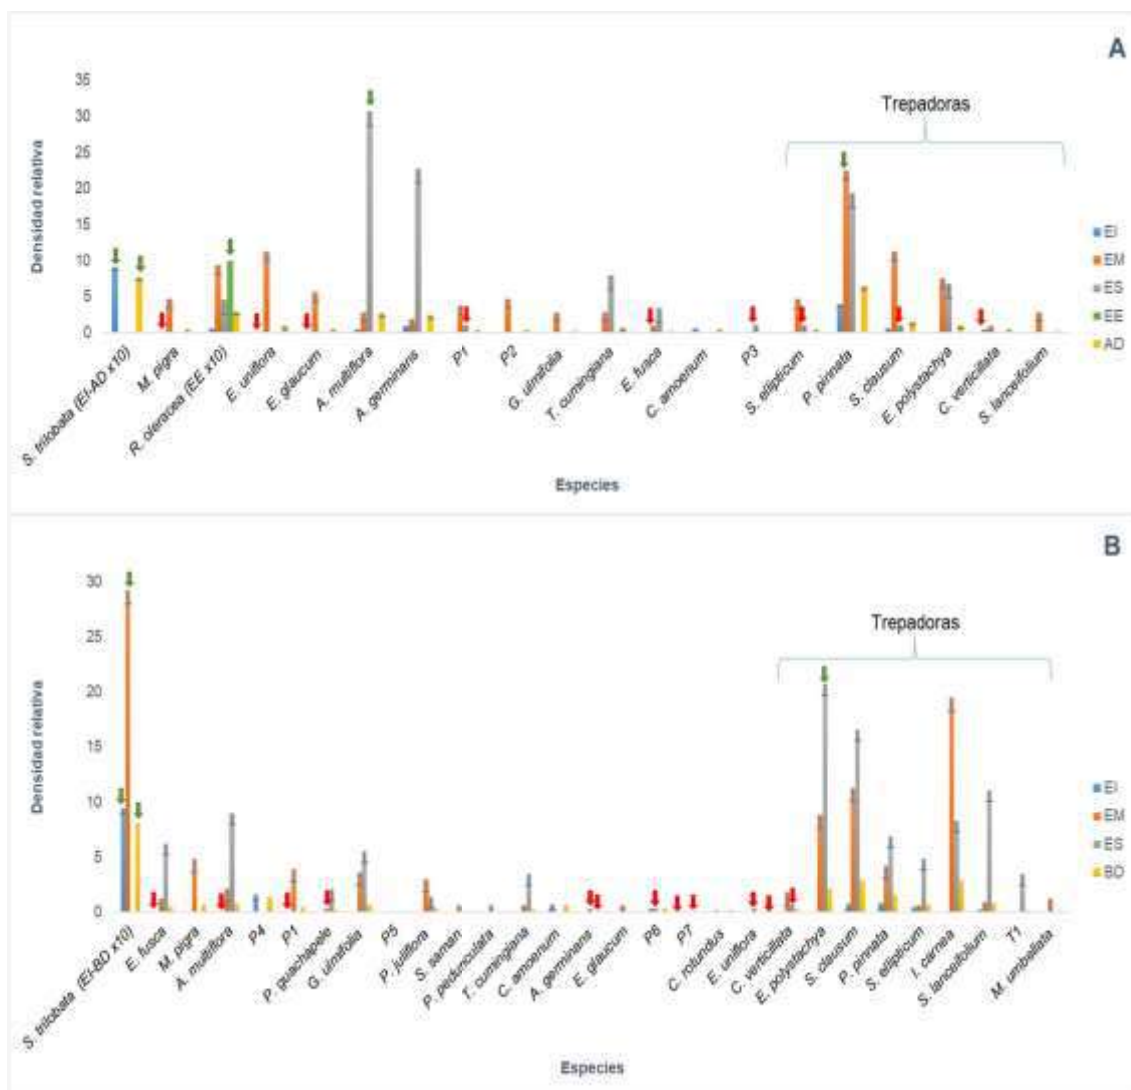 A
35
30
25
20
15
10
5
0
Densidad relativa
Trepadoras
EI
EM
ES
EE
AD
S. trilobata (EI-AD x10)
M. pigra
R. oleracea (EE x10)
E. uniflora
E. glaucum
A. multiflora
A. germinans
P1
P2
G. ulmifolia
T. cumingiana
E. fusca
C. amoenum
P3
S. elipticum
P. pinnata
S. clausum
E. polystachya
C. verticillata
S. lanceifolium
Especies
B
30
25
20
15
10
5
0
Densidad relativa
Trepadoras
EI
EM
ES
BD
S. trilobata (EI-BD x10)
E. fusca
M. pigra
A. multiflora
P4
P1
P. guachapele
G. ulmifolia
P5
P. juliflora
S. saman
P. pedunculata
T. cumingiana
C. amoenum
A. germinans
E. glaucum
P6
P7
C. rotundus
E. uniflora
C. verticillata
E. polystachya
S. clausum
P. pinnata
S. elipticum
I. carnea
S. lanceifolium
T1
M. umbellata
Especies